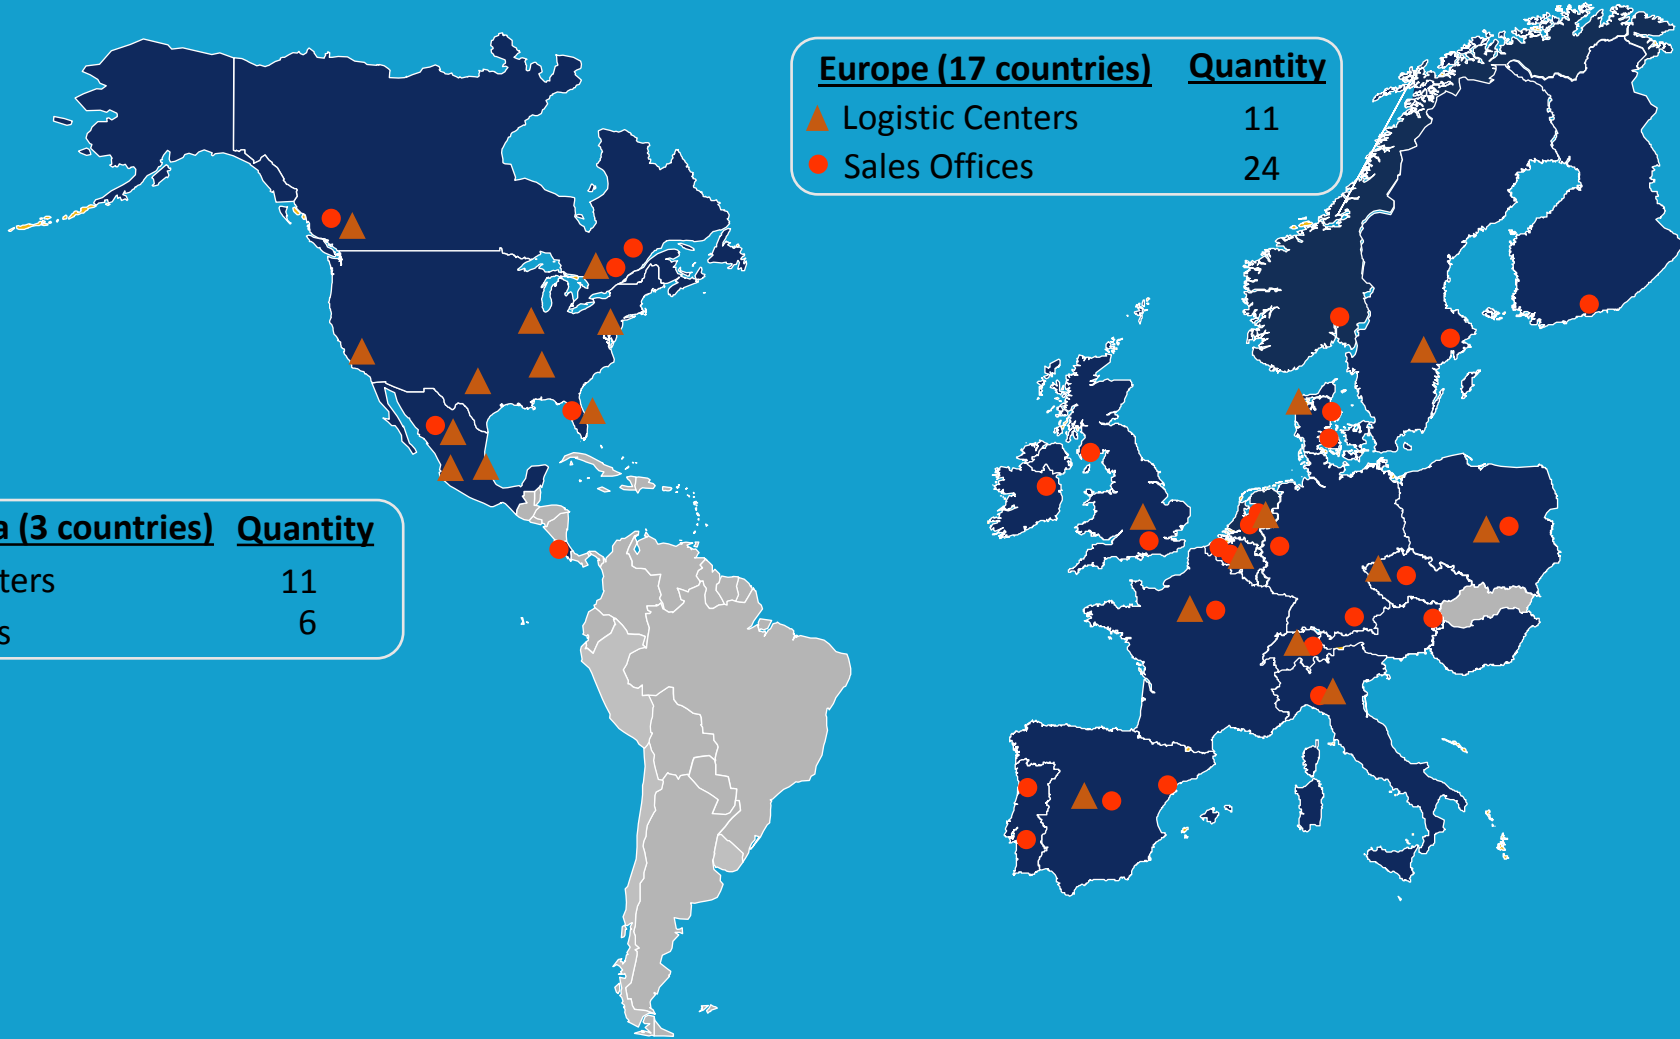 Europe (17 countries) Quantity
Logistic Centers 11
Sales Offices 24
a (3 countries) Quantity
ters 11
s 6